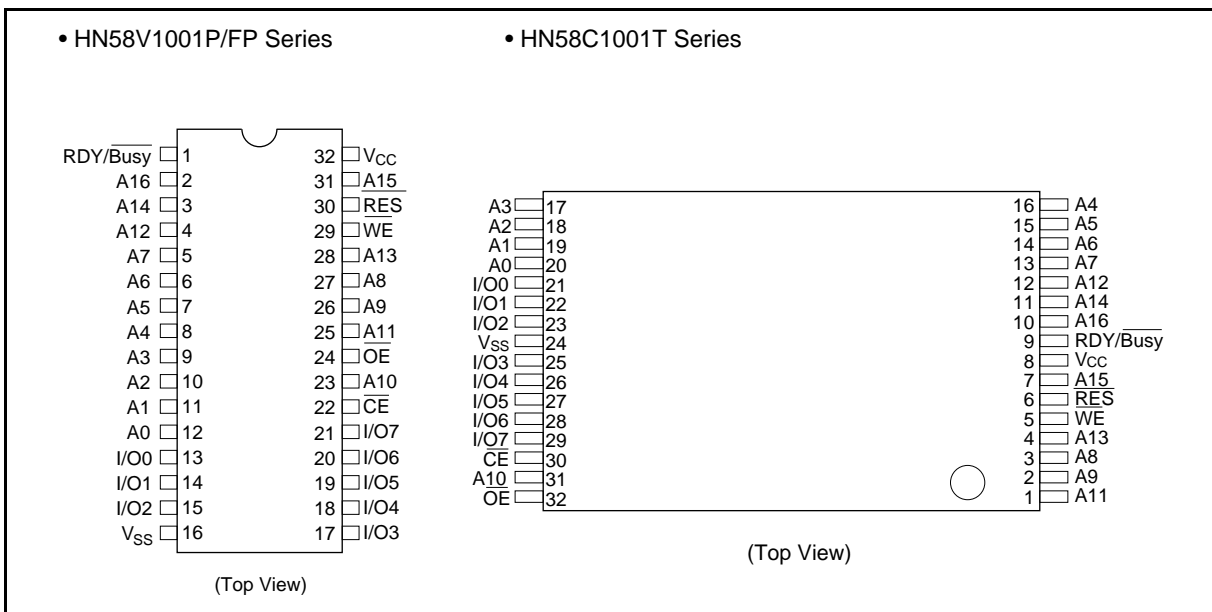 • HN58V1001P/FP Series
• HN58C1001T Series
RDY/Busy 1 32 VCC
A16 2 31 A15
A14 3 30 RES
A12 4 29 WE
A7 5 28 A13
A6 6 27 A8
A5 7 26 A9
A4 8 25 A11
A3 9 24 OE
A2 10 23 A10
A1 11 22 CE
A0 12 21 I/O7
I/O0 13 20 I/O6
I/O1 14 19 I/O5
I/O2 15 18 I/O4
VSS 16 17 I/O3
(Top View)
A3 17 16 A4
A2 18 15 A5
A1 19 14 A6
A0 20 13 A7
I/O0 21 12 A12
I/O1 22 11 A14
I/O2 23 10 A16
VSS 24 9 RDY/Busy
I/O3 25 8 VCC
I/O4 26 7 A15
I/O5 27 6 RES
I/O6 28 5 WE
I/O7 29 4 A13
CE 30 3 A8
A10 31 2 A9
OE 32 1 A11
(Top View)